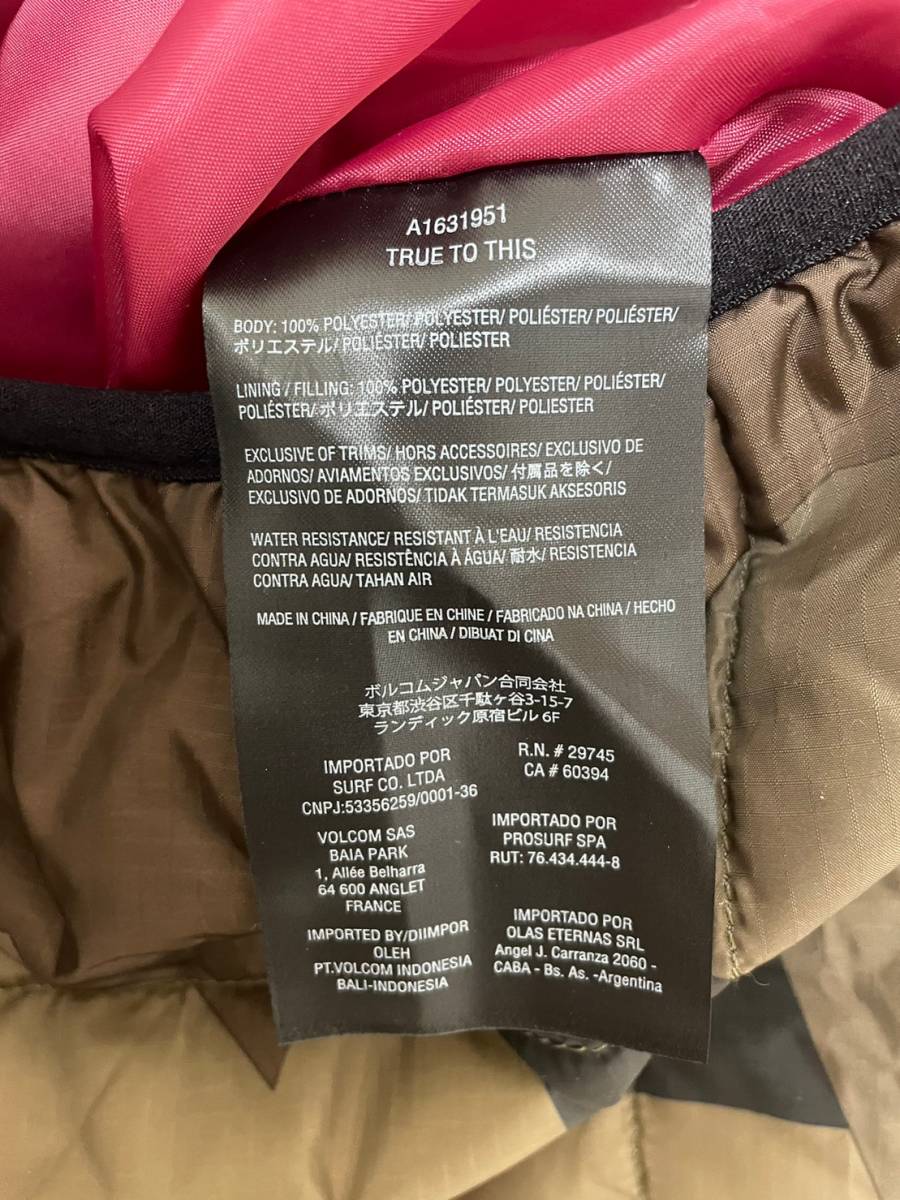 A1631951
TRUE TO THIS
BODY: 100% POLYESTER/ POLYESTER/ POLIÉSTER/ POLIÉSTER/
ポリエステル/ POLIÉSTER/ POLIESTER
LINING / FILLING: 100% POLYESTER/ POLYESTER/ POLIÉSTER/
POLIÉSTER/ ポリエステル/ POLIÉSTER/ POLIESTER
EXCLUSIVE OF TRIMS/ HORS ACCESSOIRES/ EXCLUSIVO DE
ADORNOS/ AVIAMENTOS EXCLUSIVOS/ 付属品を除く/
EXCLUSIVO DE ADORNOS/ TIDAK TERMASUK AKSESORIS
WATER RESISTANCE/ RESISTANT À L'EAU/ RESISTENCIA
CONTRA AGUA/ RESISTÊNCIA À ÁGUA/ 耐水/ RESISTENCIA
CONTRA AGUA/ TAHAN AIR
MADE IN CHINA / FABRIQUE EN CHINE / FABRICADO NA CHINA / HECHO
EN CHINA / DIBUAT DI CINA
ボルコムジャパン合同会社
東京都渋谷区千駄ヶ谷3-15-7
ランディック原宿ビル 6F
IMPORTADO POR
SURF CO. LTDA
CNPJ:53356259/0001-36
R.N. # 29745
CA # 60394
VOLCOM SAS
BAIA PARK
1, Allée Belharra
64 600 ANGLET
FRANCE
IMPORTADO POR
PROSURF SPA
RUT: 76.434.444-8
IMPORTED BY/DIIMPOR
OLEH
PT.VOLCOM INDONESIA
BALI-INDONESIA
IMPORTADO POR
OLAS ETERNAS SRL
Angel J. Carranza 2060 -
CABA - Bs. As. -Argentina